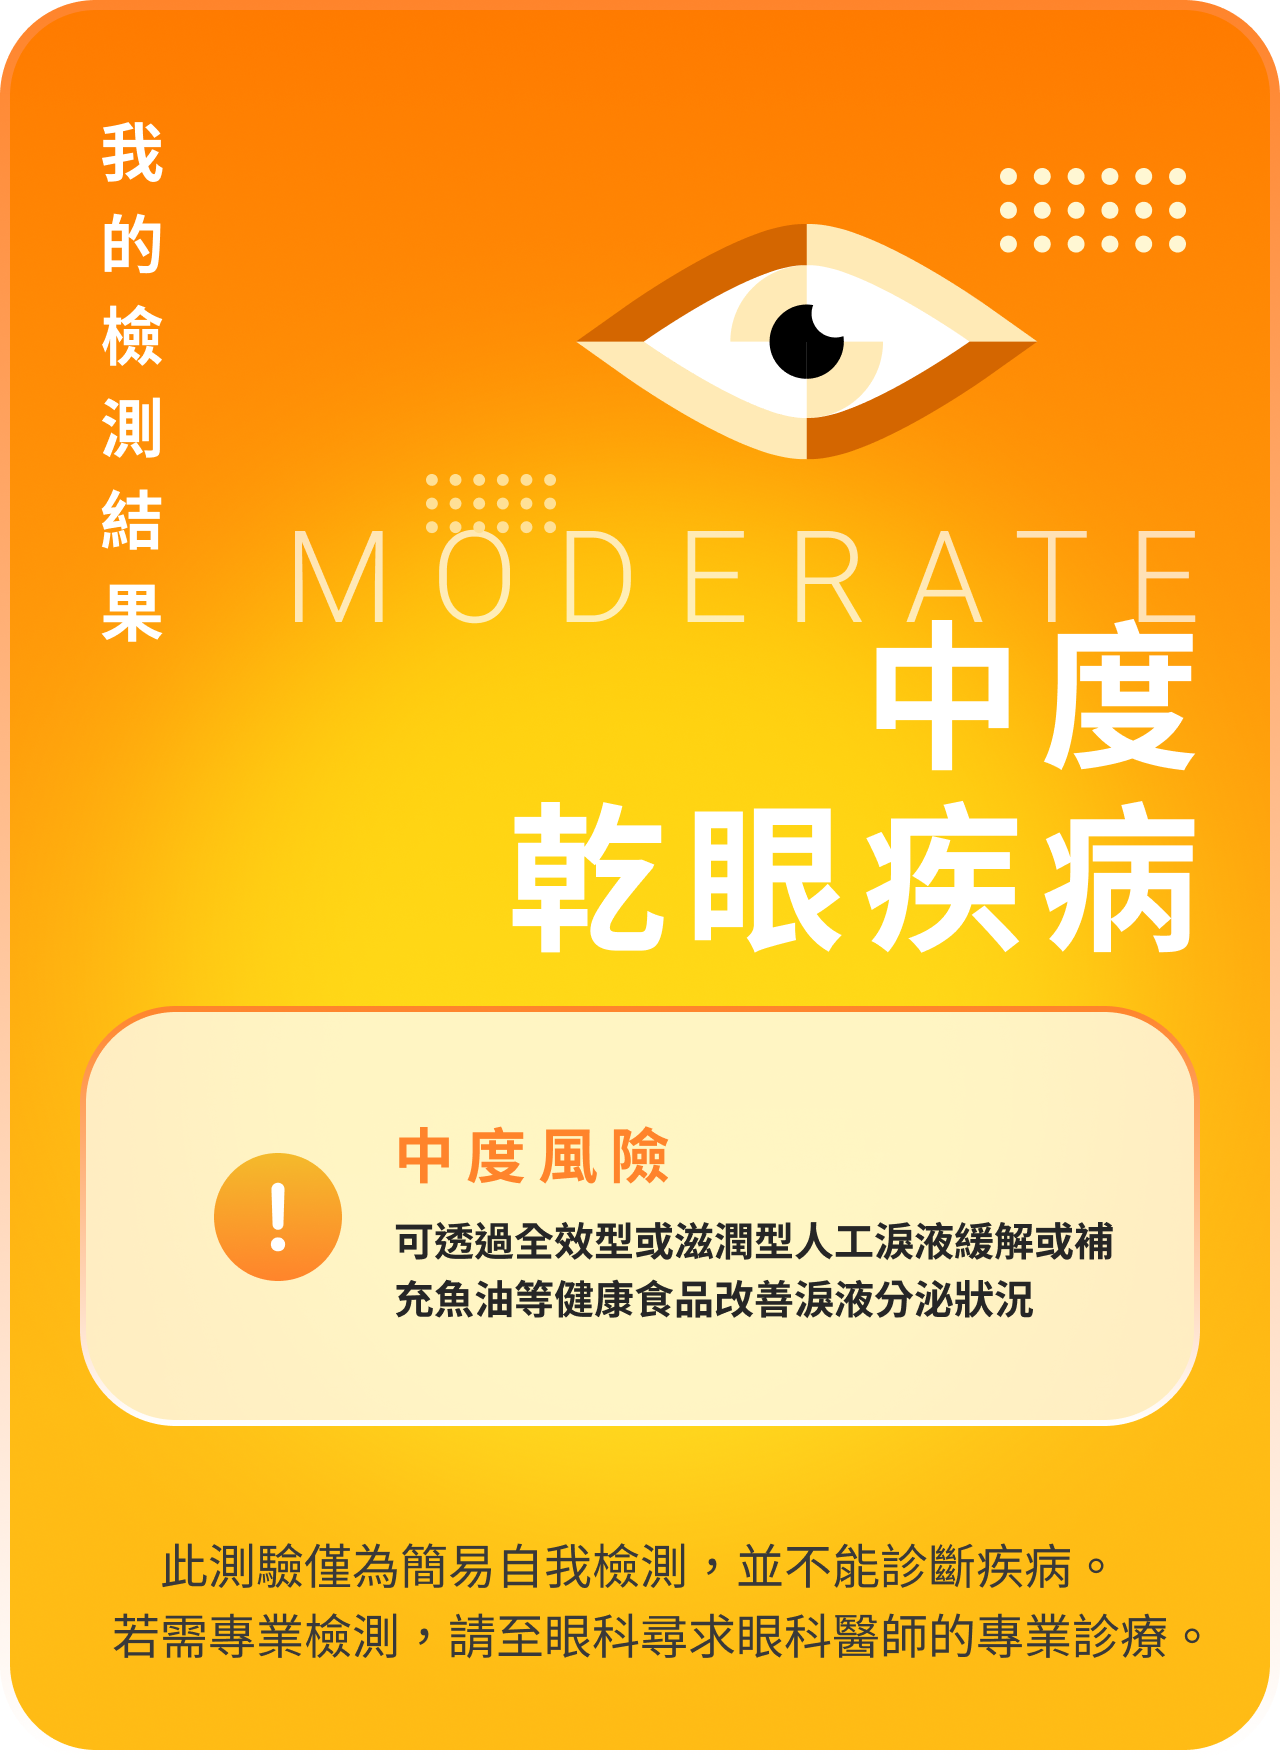 我的檢測結果
MODERATE
中度
乾眼疾病
中度風險
可透過全效型或滋潤型人工淚液緩解或補
充魚油等健康食品改善淚液分泌狀況
此測驗僅為簡易自我檢測，並不能診斷疾病。
若需專業檢測，請至眼科尋求眼科醫師的專業診療。